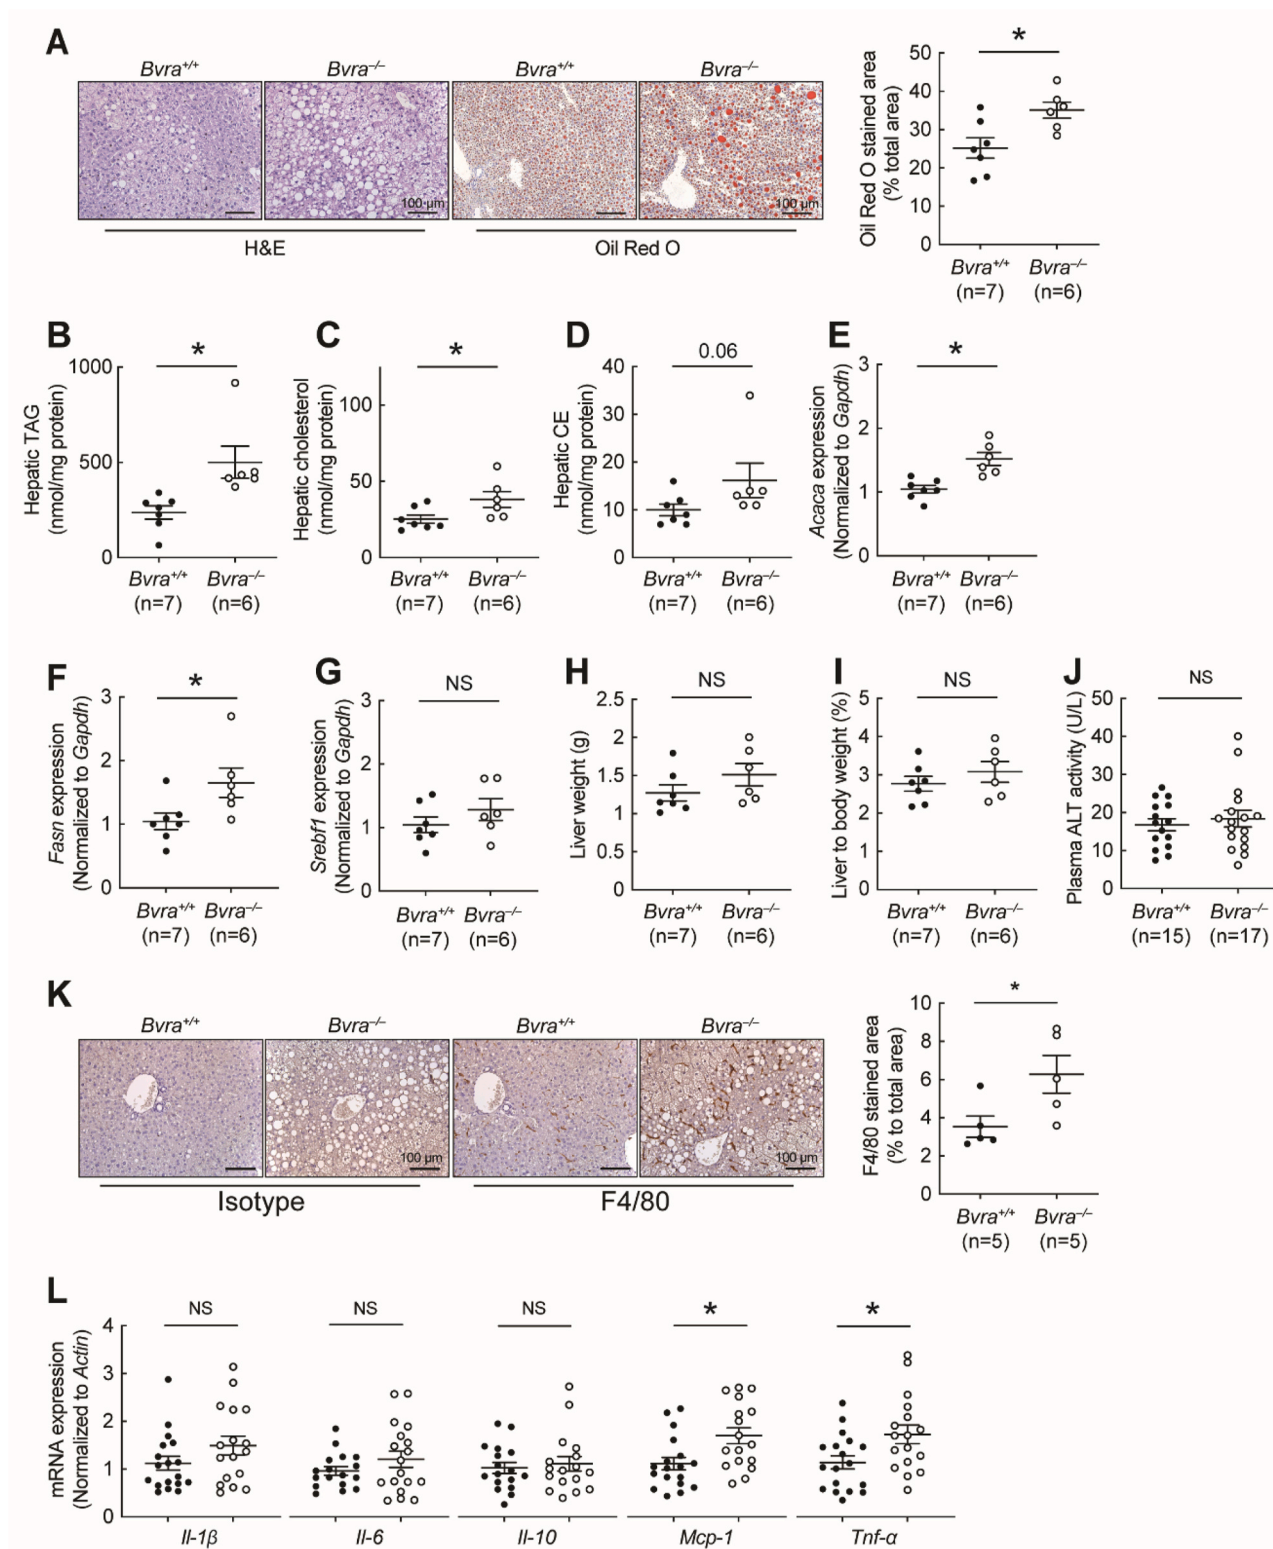 A
Bvra+/+
Bvra–/–
Bvra+/+
Bvra–/–
100 µm
100 µm
H&E
Oil Red O
Oil Red O stained area
(% total area)
50
40
30
20
10
0
*
Bvra+/+
(n=7)
Bvra–/–
(n=6)
B
Hepatic TAG
(nmol/mg protein)
1000
500
0
*
Bvra+/+
(n=7)
Bvra–/–
(n=6)
C
Hepatic cholesterol
(nmol/mg protein)
100
50
0
*
Bvra+/+
(n=7)
Bvra–/–
(n=6)
D
Hepatic CE
(nmol/mg protein)
40
30
20
10
0
0.06
Bvra+/+
(n=7)
Bvra–/–
(n=6)
E
Acaca expression
(Normalized to Gapdh)
3
2
1
0
*
Bvra+/+
(n=7)
Bvra–/–
(n=6)
F
Fasn expression
(Normalized to Gapdh)
3
2
1
0
*
Bvra+/+
(n=7)
Bvra–/–
(n=6)
G
Srebf1 expression
(Normalized to Gapdh)
3
2
1
0
NS
Bvra+/+
(n=7)
Bvra–/–
(n=6)
H
Liver weight (g)
2.5
2
1.5
1
0.5
0
NS
Bvra+/+
(n=7)
Bvra–/–
(n=6)
I
Liver to body weight (%)
5
4
3
2
1
0
NS
Bvra+/+
(n=7)
Bvra–/–
(n=6)
J
Plasma ALT activity (U/L)
50
40
30
20
10
0
NS
Bvra+/+
(n=15)
Bvra–/–
(n=17)
K
Bvra+/+
Bvra–/–
Bvra+/+
Bvra–/–
100 µm
100 µm
Isotype
F4/80
F4/80 stained area
(% to total area)
10
8
6
4
2
0
*
Bvra+/+
(n=5)
Bvra–/–
(n=5)
L
mRNA expression
(Normalized to Actin)
4
3
2
1
0
NS
NS
NS
*
*
Il-1β
Il-6
Il-10
Mcp-1
Tnf-α